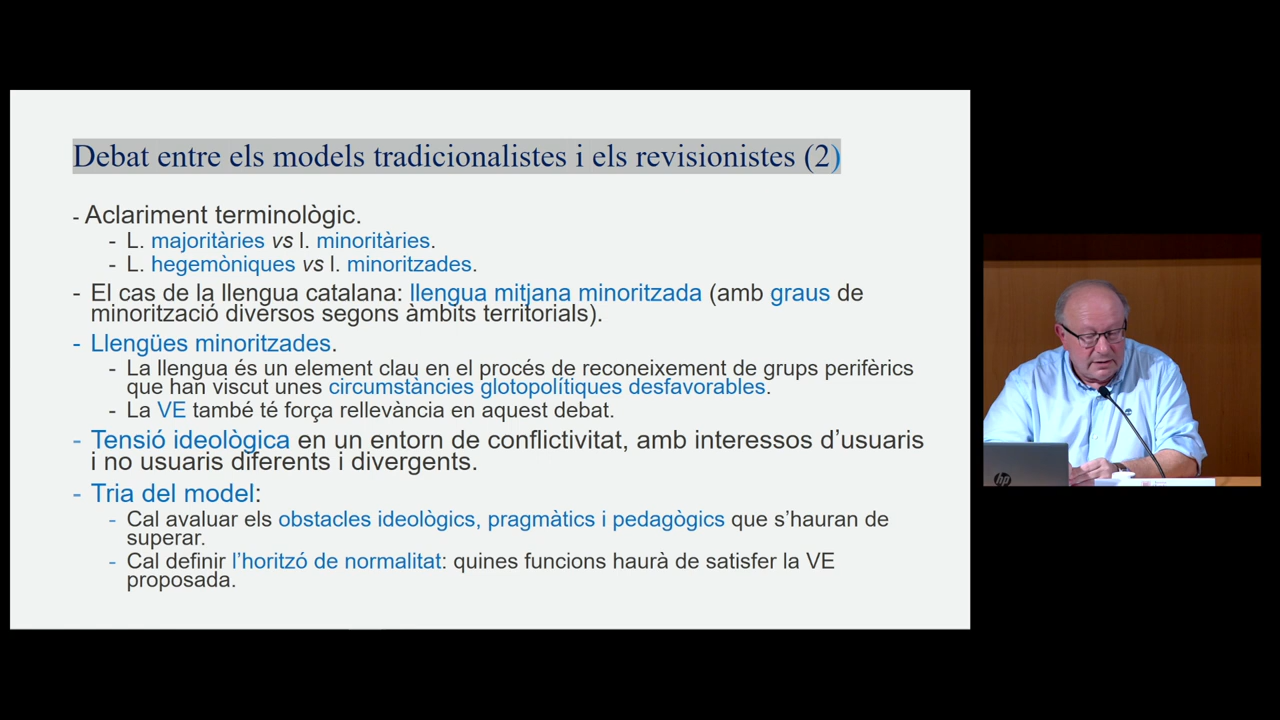 Debat entre els models tradicionalistes i els revisionistes (2)
- Aclariment terminològic.
- L. majoritàries vs l. minoritàries.
- L. hegemòniques vs l. minoritzades.
- El cas de la llengua catalana: llengua mitjana minoritzada (amb graus de
minorització diversos segons àmbits territorials).
- Llengües minoritzades.
- La llengua és un element clau en el procés de reconeixement de grups perifèrics
que han viscut unes circumstàncies glotopolítiques desfavorables.
- La VE també té força rellevància en aquest debat.
- Tensió ideològica en un entorn de conflictivitat, amb interessos d’usuaris
i no usuaris diferents i divergents.
- Tria del model:
- Cal avaluar els obstacles ideològics, pragmàtics i pedagògics que s’hauran de
superar.
- Cal definir l’horitzó de normalitat: quines funcions haurà de satisfer la VE
proposada.
hp